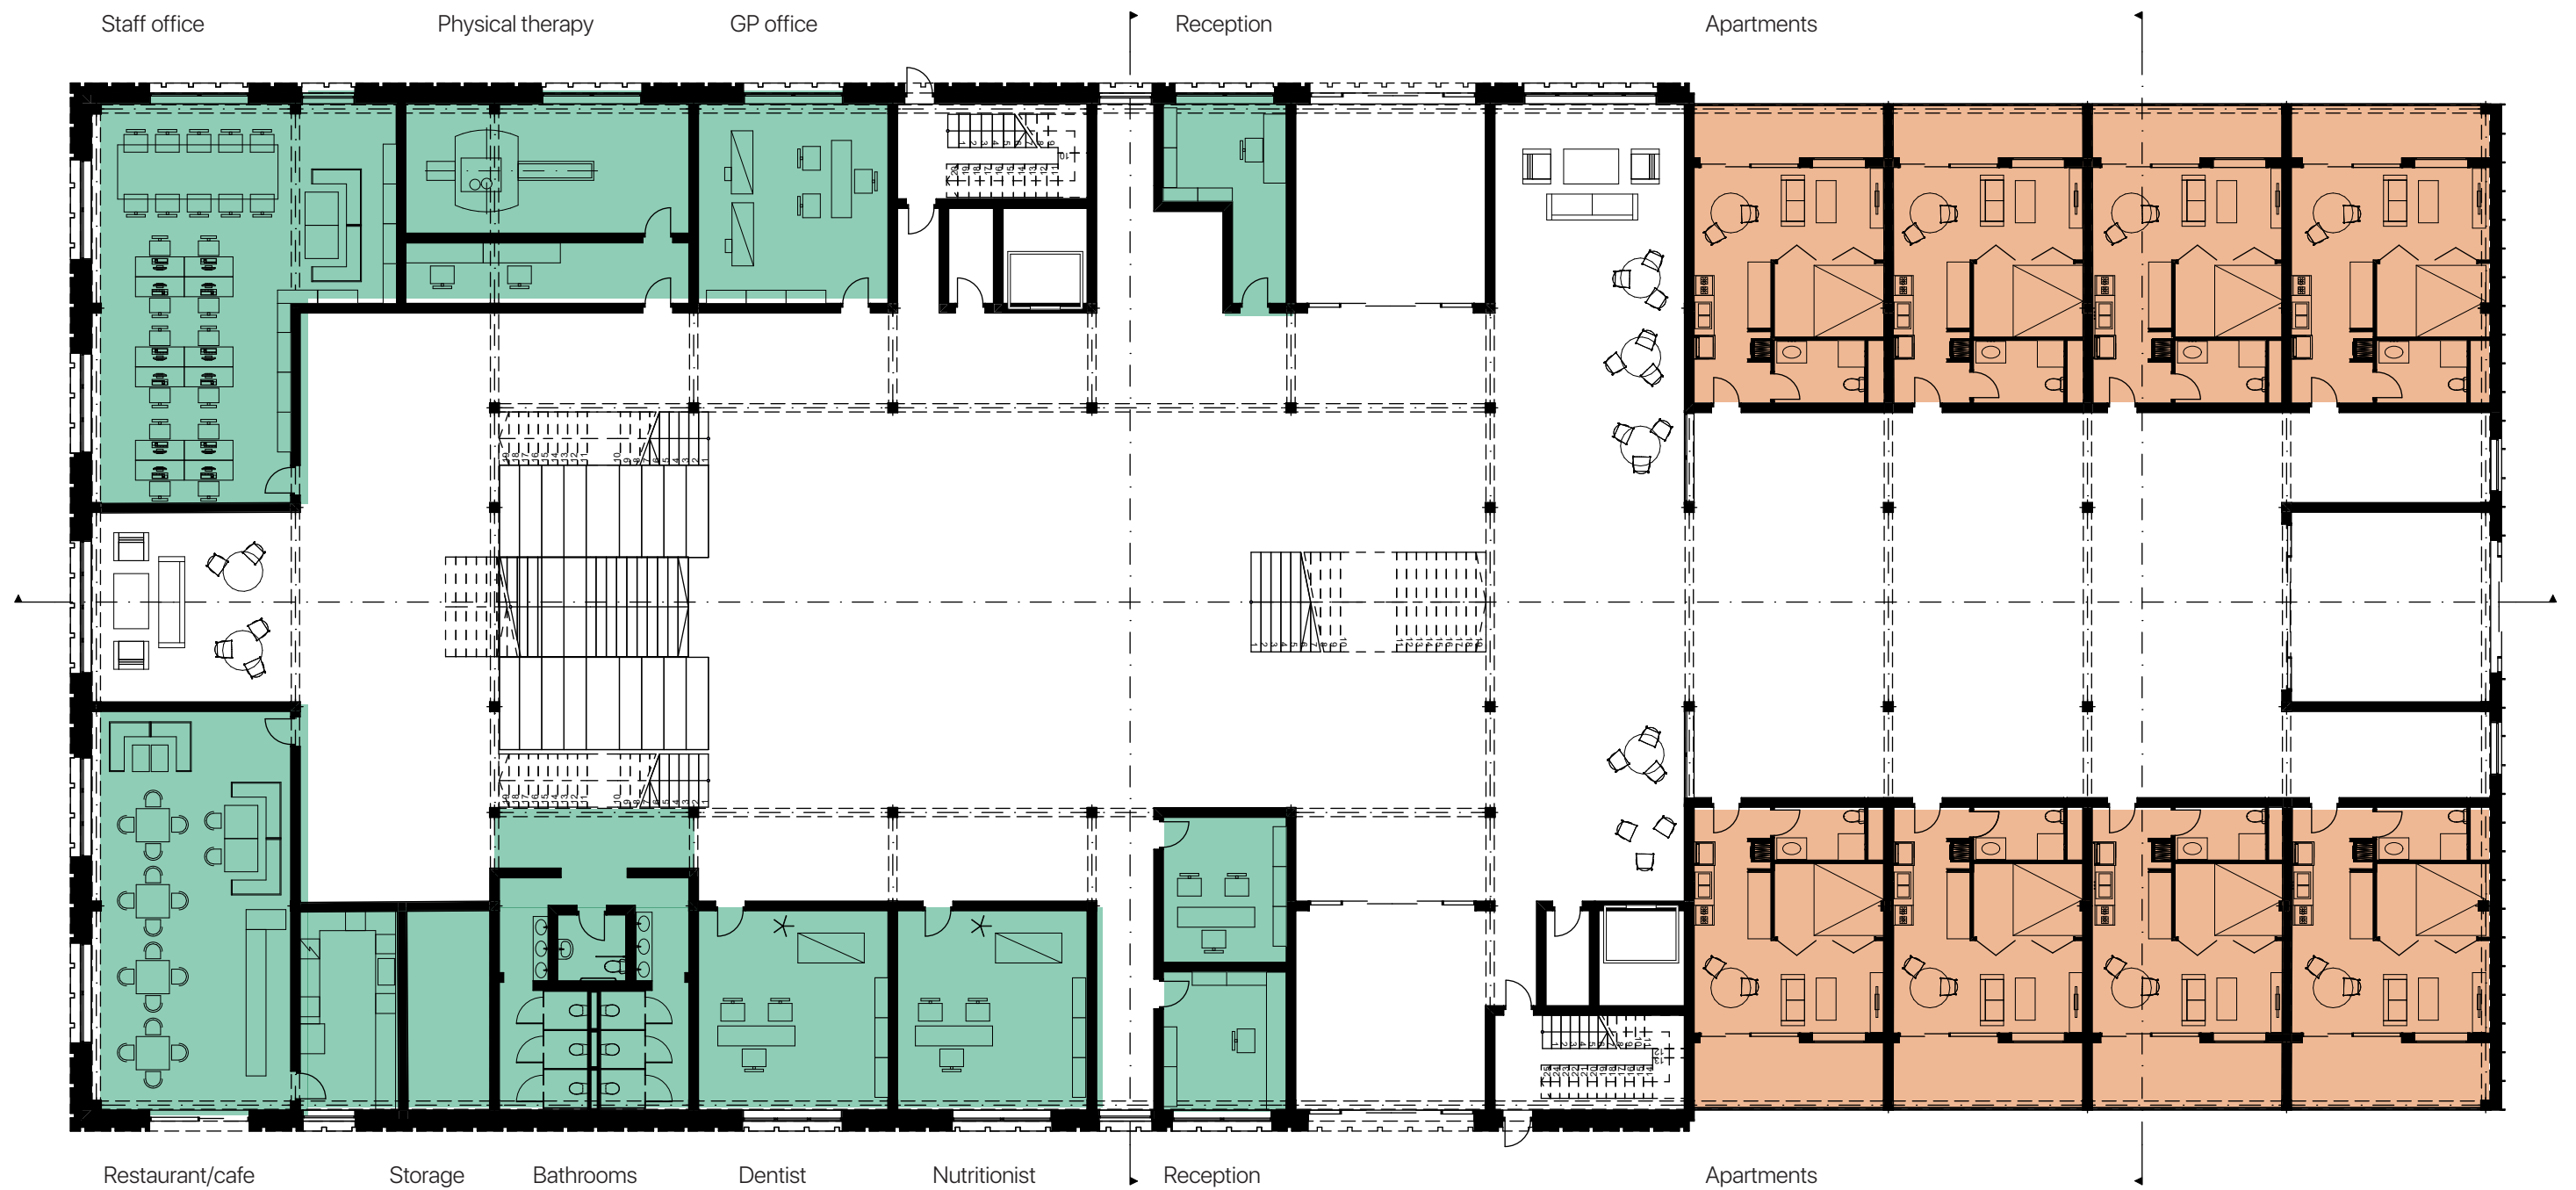 Staff office
Physical therapy
GP office
Reception
Apartments
Restaurant/cafe
Storage
Bathrooms
Dentist
Nutritionist
Reception
Apartments